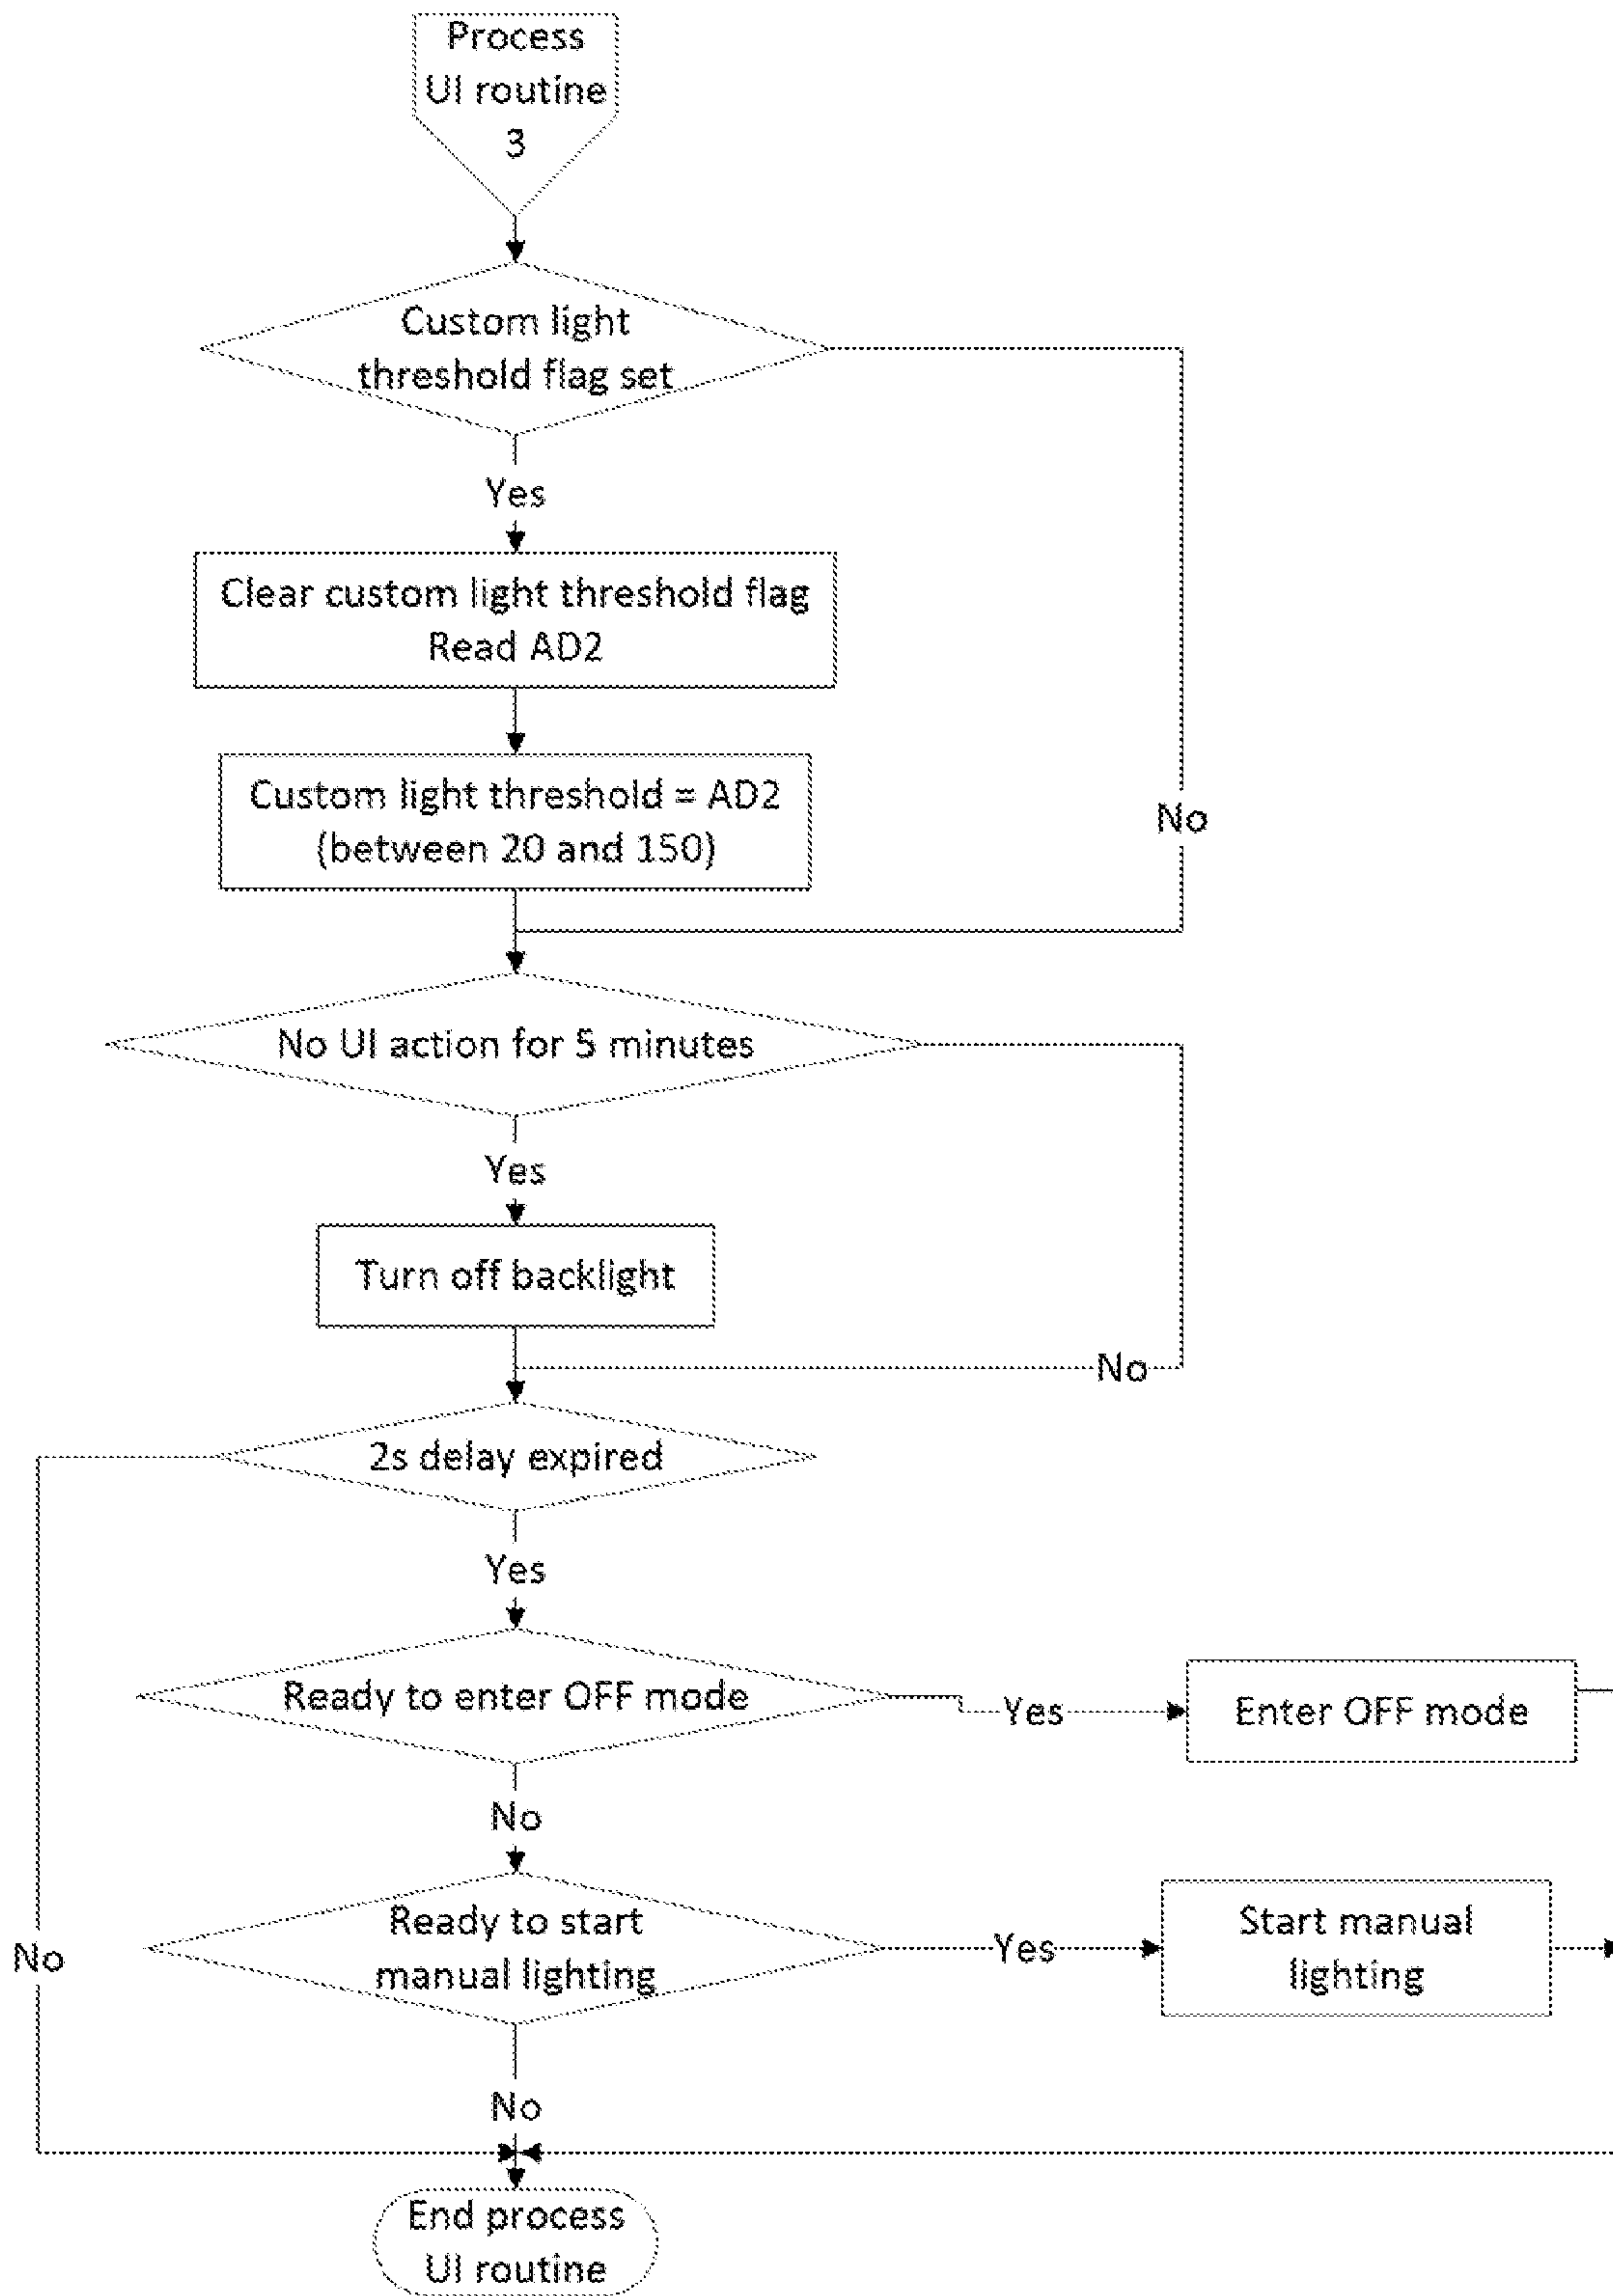 Process
UI routine
3
Custom light
threshold flag set
Yes
Clear custom light threshold flag
Read AD2
Custom light threshold = AD2
(between 20 and 150)
No
No UI action for 5 minutes
Yes
Turn off backlight
No
2s delay expired
Yes
Ready to enter OFF mode
Yes
Enter OFF mode
No
Ready to start
manual lighting
Yes
Start manual
lighting
No
No
End process
UI routine